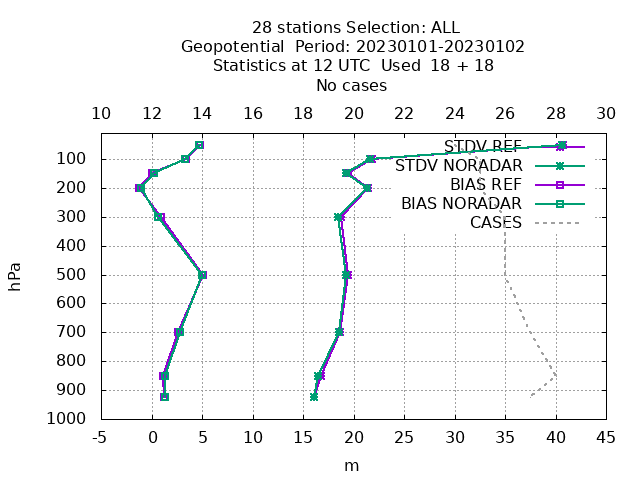 28 stations Selection: ALL
Geopotential  Period: 20230101-20230102
Statistics at 12 UTC  Used  18 + 18
No cases
10 12 14 16 18 20 22 24 26 28 30
STDV REF
STDV NORADAR
BIAS REF
BIAS NORADAR
CASES
100
200
300
400
500
600
700
800
900
1000
hPa
-5 0 5 10 15 20 25 30 35 40 45
m